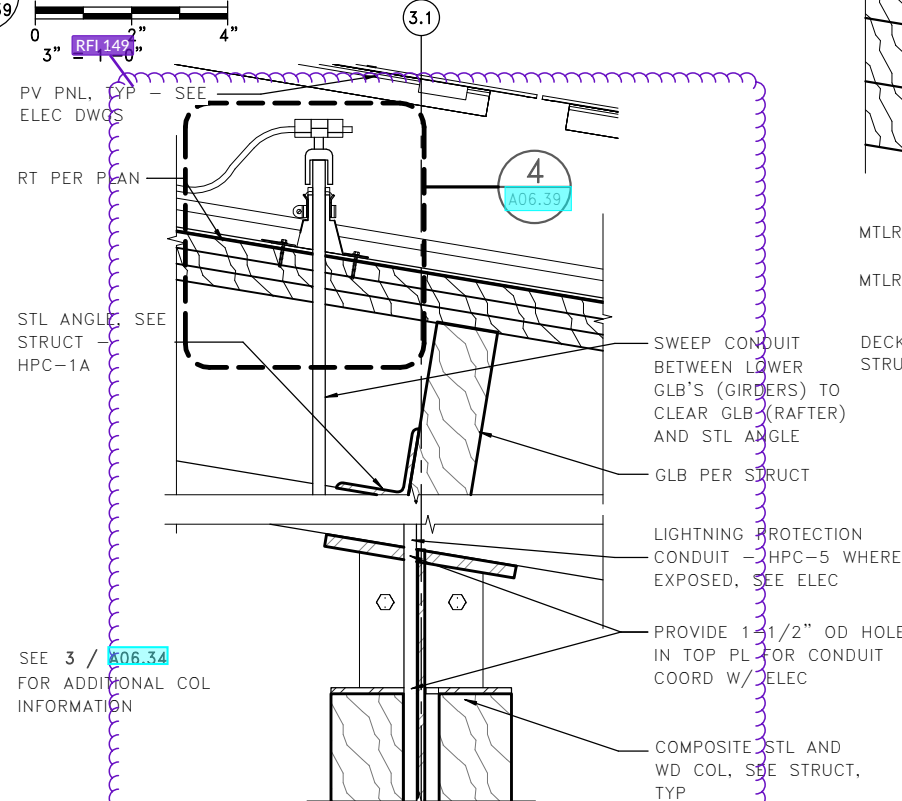 39
3.1
0
2"
4"
3" = 1'-0"
RFI 149
PV PNL, TYP - SEE
ELEC DWGS
RT PER PLAN
4
A06.39
STL ANGLE, SEE
STRUCT -
HPC-1A
SWEEP CONDUIT
BETWEEN LOWER
GLB'S (GIRDERS) TO
CLEAR GLB (RAFTER)
AND STL ANGLE
GLB PER STRUCT
LIGHTNING PROTECTION
CONDUIT - HPC-5 WHERE
EXPOSED, SEE ELEC
PROVIDE 1-1/2" OD HOLE
IN TOP PL FOR CONDUIT
COORD W/ ELEC
SEE 3 / A06.34
FOR ADDITIONAL COL
INFORMATION
COMPOSITE STL AND
WD COL, SEE STRUCT,
TYP
MTLR
MTLR
DECK
STRU